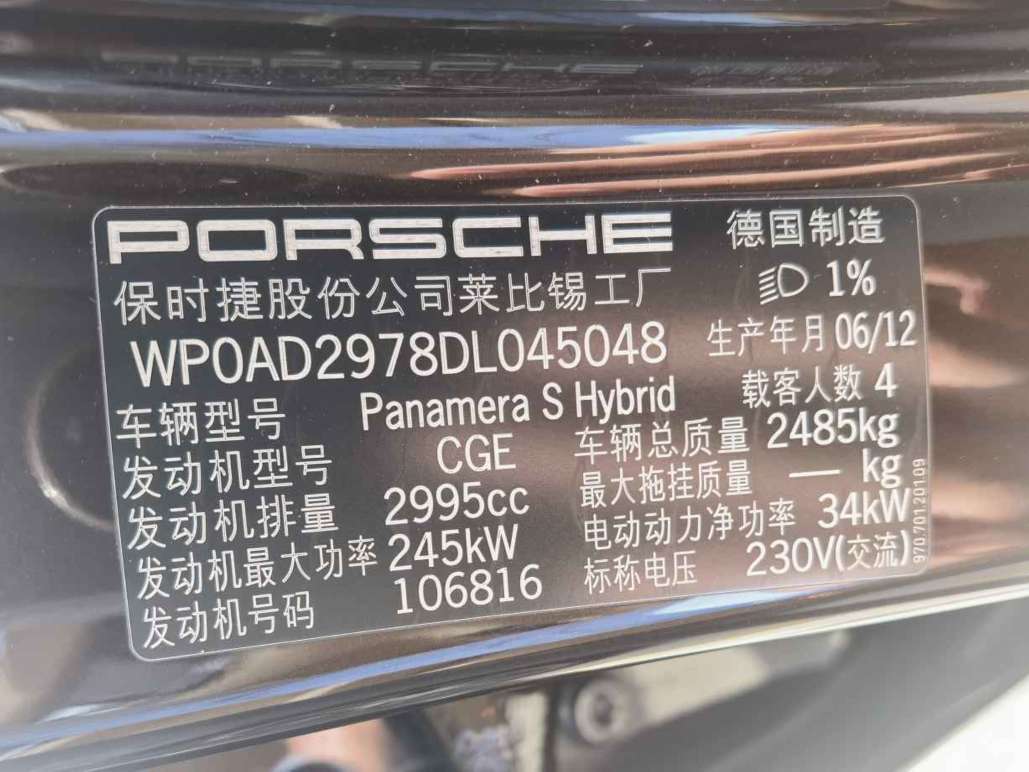 PORSCHE 德国制造
保时捷股份公司莱比锡工厂 1%
WP0AD2978DL045048 生产年月 06/12
车辆型号 Panamera S Hybrid 载客人数 4
发动机型号 CGE 车辆总质量 2485kg
发动机排量 2995cc 最大拖挂质量 — kg
发动机最大功率 245kW 电动动力净功率 34kW
发动机号码 106816 标称电压 230V(交流)
970.701.201.09